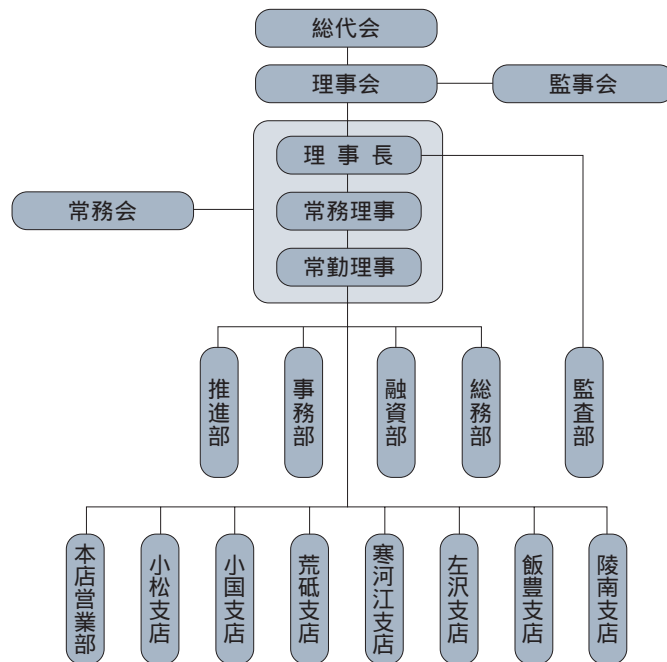 総代会
理事会
監事会
理事長
常務会
常務理事
常勤理事
推進部
事務部
融資部
総務部
監査部
本店営業部
小松支店
小国支店
荒砥支店
寒河江支店
左沢支店
飯豊支店
陵南支店